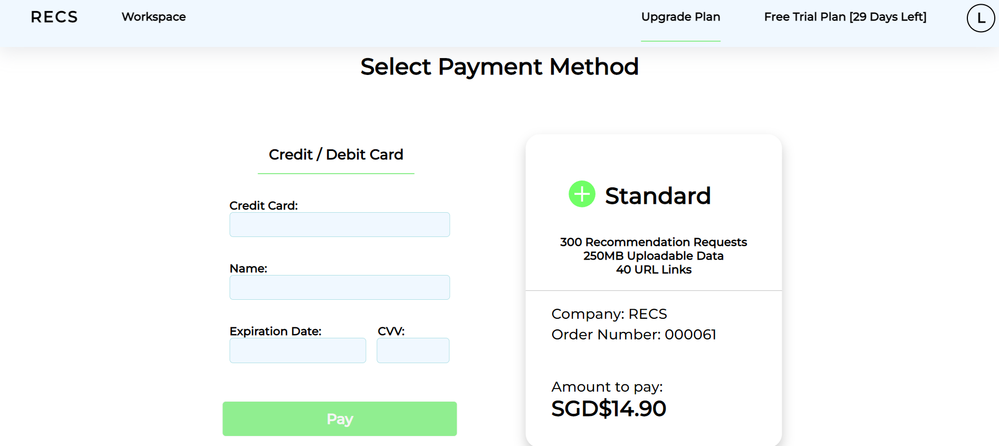 RECS
Workspace
Upgrade Plan
Free Trial Plan [29 Days Left]
L
Select Payment Method
Credit / Debit Card
Credit Card:
Name:
Expiration Date:
CVV:
Pay
Standard
300 Recommendation Requests
250MB Uploadable Data
40 URL Links
Company: RECS
Order Number: 000061
Amount to pay:
SGD$14.90